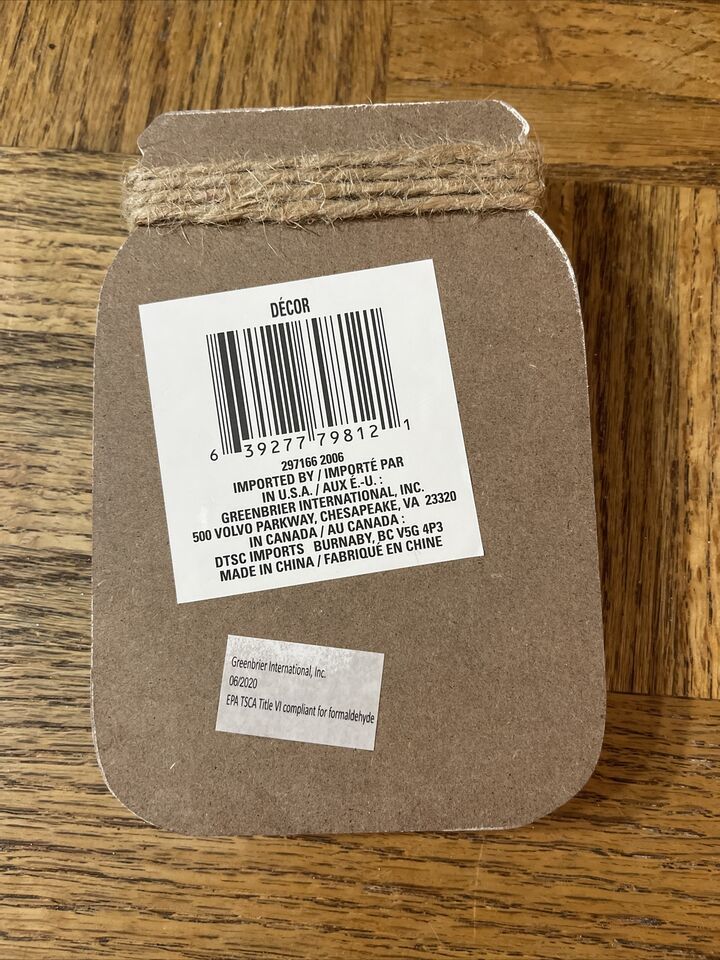 DÉCOR
6 39277 79812 1
297166 2006
IMPORTED BY / IMPORTÉ PAR
IN U.S.A. / AUX É.-U. :
GREENBRIER INTERNATIONAL, INC.
500 VOLVO PARKWAY, CHESAPEAKE, VA 23320
IN CANADA / AU CANADA :
DTSC IMPORTS BURNABY, BC V5G 4P3
MADE IN CHINA / FABRIQUÉ EN CHINE
Greenbrier International, Inc.
06/2020
EPA TSCA Title VI compliant for formaldehyde